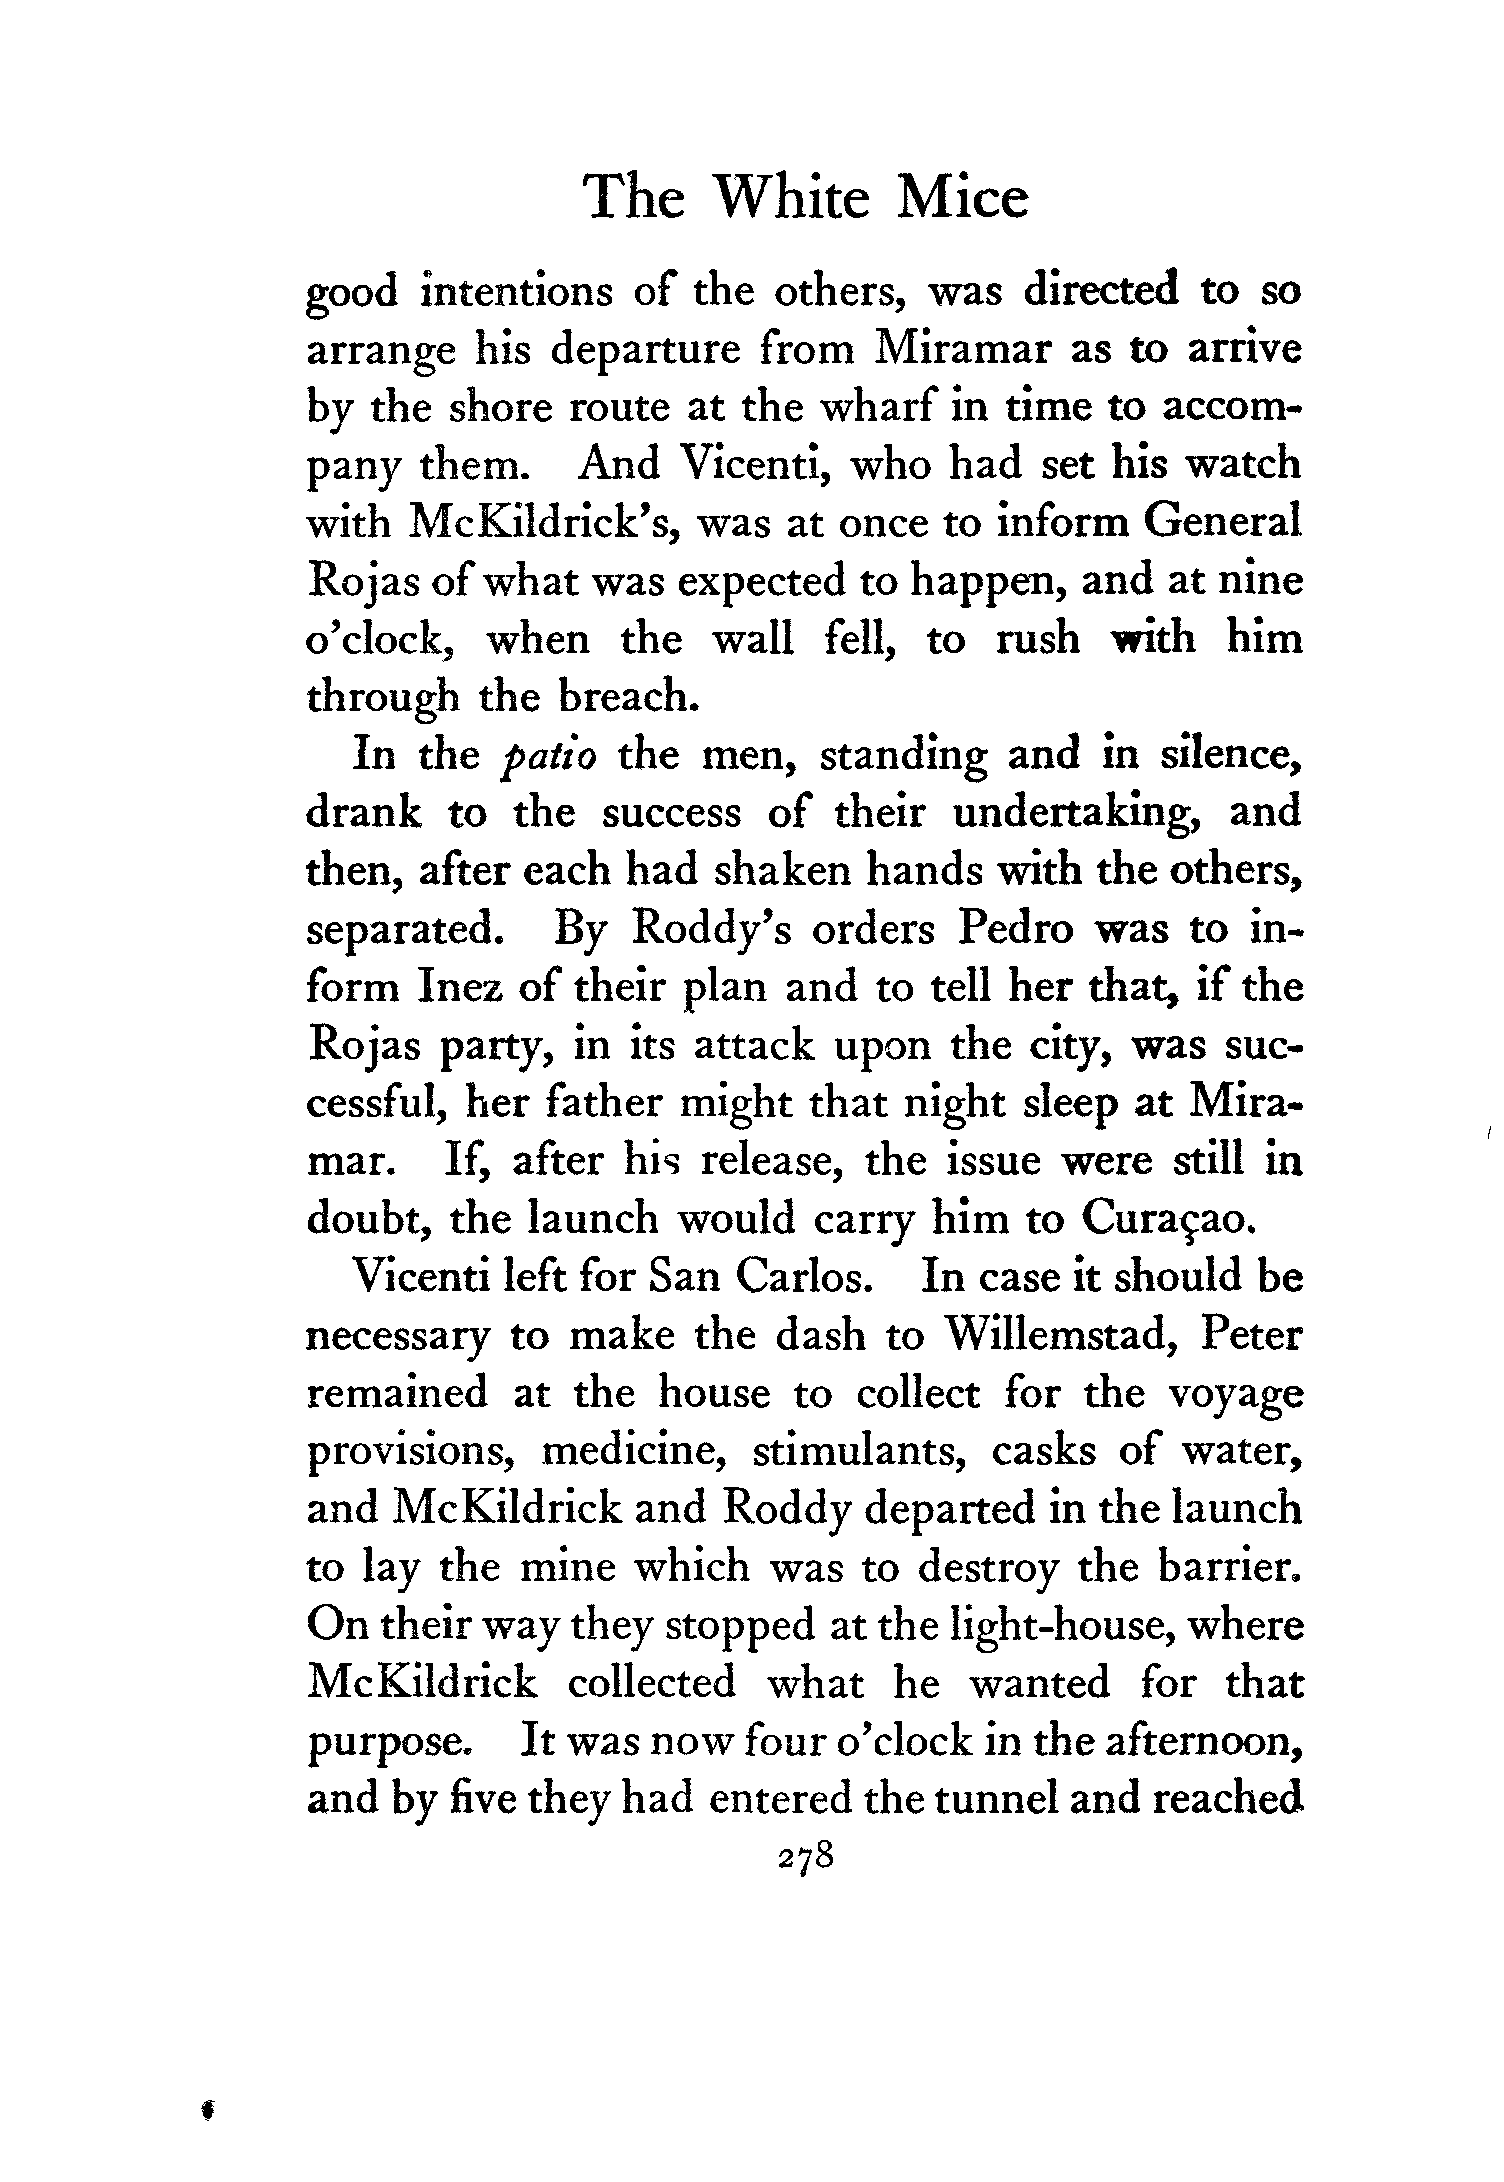 The White Mice
good intentions of the others, was directed to so
arrange his departure from Miramar as to arrive
by the shore route at the wharf in time to accom-
pany them. And Vicenti, who had set his watch
with McKildrick's, was at once to inform General
Rojas of what was expected to happen, and at nine
o'clock, when the wall fell, to rush with him
through the breach.
In the patio the men, standing and in silence,
drank to the success of their undertaking, and
then, after each had shaken hands with the others,
separated. By Roddy's orders Pedro was to in-
form Inez of their plan and to tell her that, if the
Rojas party, in its attack upon the city, was suc-
cessful, her father might that night sleep at Mira-
mar. If, after his release, the issue were still in
doubt, the launch would carry him to Curaçao.
Vicenti left for San Carlos. In case it should be
necessary to make the dash to Willemstad, Peter
remained at the house to collect for the voyage
provisions, medicine, stimulants, casks of water,
and McKildrick and Roddy departed in the launch
to lay the mine which was to destroy the barrier.
On their way they stopped at the light-house, where
McKildrick collected what he wanted for that
purpose. It was now four o'clock in the afternoon,
and by five they had entered the tunnel and reached
278